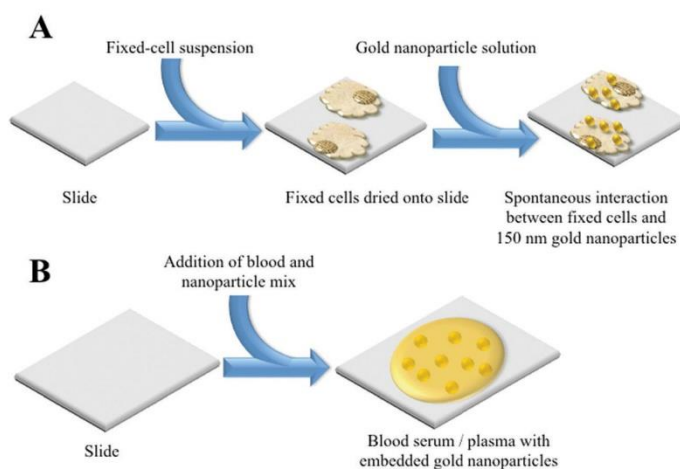 A
Fixed-cell suspension
Gold nanoparticle solution
Slide
Fixed cells dried onto slide
Spontaneous interaction
between fixed cells and
150 nm gold nanoparticles
B
Addition of blood and
nanoparticle mix
Slide
Blood serum / plasma with
embedded gold nanoparticles